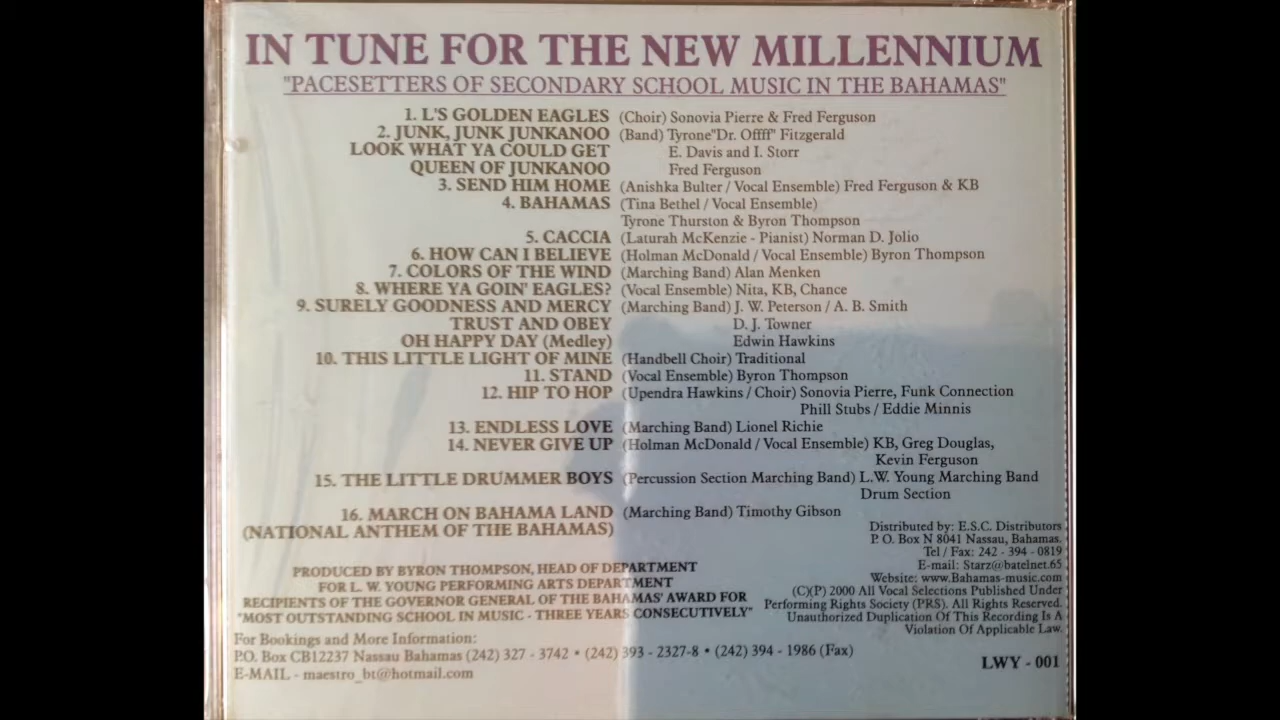 IN TUNE FOR THE NEW MILLENNIUM
"PACESETTERS OF SECONDARY SCHOOL MUSIC IN THE BAHAMAS"
1. L'S GOLDEN EAGLES (Choir) Sonovia Pierre & Fred Ferguson
2. JUNK, JUNK JUNKANOO (Band) Tyrone"Dr. Offff" Fitzgerald
LOOK WHAT YA COULD GET E. Davis and I. Storr
QUEEN OF JUNKANOO Fred Ferguson
3. SEND HIM HOME (Anishka Bulter / Vocal Ensemble) Fred Ferguson & KB
4. BAHAMAS (Tina Bethel / Vocal Ensemble)
Tyrone Thurston & Byron Thompson
5. CACCIA (Laturah McKenzie - Pianist) Norman D. Jolio
6. HOW CAN I BELIEVE (Holman McDonald / Vocal Ensemble) Byron Thompson
7. COLORS OF THE WIND (Marching Band) Alan Menken
8. WHERE YA GOIN' EAGLES? (Vocal Ensemble) Nita, KB, Chance
9. SURELY GOODNESS AND MERCY (Marching Band) J. W. Peterson / A. B. Smith
TRUST AND OBEY D. J. Towner
OH HAPPY DAY (Medley) Edwin Hawkins
10. THIS LITTLE LIGHT OF MINE (Handbell Choir) Traditional
11. STAND (Vocal Ensemble) Byron Thompson
12. HIP TO HOP (Upendra Hawkins / Choir) Sonovia Pierre, Funk Connection
Phill Stubs / Eddie Minnis
13. ENDLESS LOVE (Marching Band) Lionel Richie
14. NEVER GIVE UP (Holman McDonald / Vocal Ensemble) KB, Greg Douglas,
Kevin Ferguson
15. THE LITTLE DRUMMER BOYS (Percussion Section Marching Band) L.W. Young Marching Band
Drum Section
16. MARCH ON BAHAMA LAND (Marching Band) Timothy Gibson
(NATIONAL ANTHEM OF THE BAHAMAS)
PRODUCED BY BYRON THOMPSON, HEAD OF DEPARTMENT
FOR L. W. YOUNG PERFORMING ARTS DEPARTMENT
RECIPIENTS OF THE GOVERNOR GENERAL OF THE BAHAMAS' AWARD FOR
"MOST OUTSTANDING SCHOOL IN MUSIC - THREE YEARS CONSECUTIVELY"
Distributed by: E.S.C. Distributors
P. O. Box N 8041 Nassau, Bahamas.
Tel / Fax: 242 - 394 - 0819
E-mail: Starz@batelnet.65
Website: www.Bahamas-music.com
(C)(P) 2000 All Vocal Selections Published Under
Performing Rights Society (PRS). All Rights Reserved.
Unauthorized Duplication Of This Recording Is A
Violation Of Applicable Law.
For Bookings and More Information:
P.O. Box CB12237 Nassau Bahamas (242) 327 - 3742 • (242) 393 - 2327-8 • (242) 394 - 1986 (Fax)
E-MAIL - maestro_bt@hotmail.com
LWY - 001